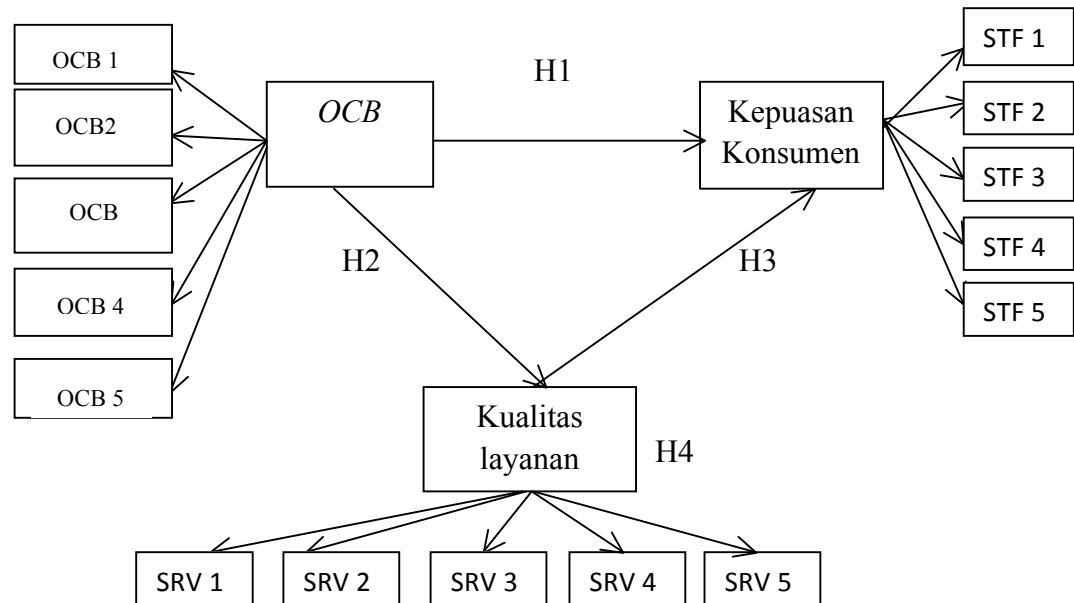 OCB 1
OCB2
OCB
OCB 4
OCB 5
OCB
H1
Kepuasan
Konsumen
STF 1
STF 2
STF 3
STF 4
STF 5
H2
H3
Kualitas
layanan
H4
SRV 1
SRV 2
SRV 3
SRV 4
SRV 5